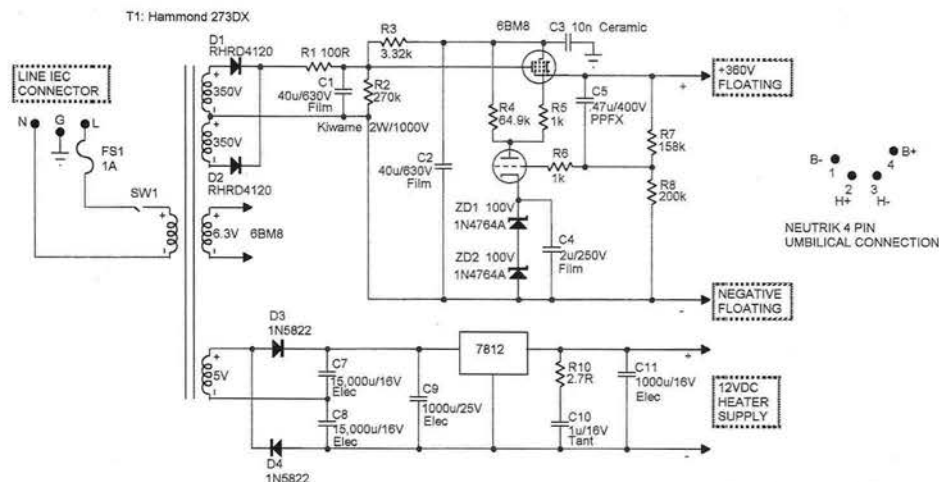 T1: Hammond 273DX
LINE IEC
CONNECTOR
N
G
L
FS1
1A
SW1
D1
RHRD4120
350V
350V
D2
RHRD4120
6.3V
6BM8
5V
R1 100R
C1
40u/630V
Film
R2
270k
Kiwame 2W/1000V
R3
3.32k
C2
40u/630V
Film
6BM8
C3 10n Ceramic
R4
64.9k
R5
1k
C5
.47u/400V
PPFX
R6
1k
R7
158k
R8
200k
ZD1 100V
1N4764A
ZD2 100V
1N4764A
C4
2u/250V
Film
+
+360V
FLOATING
-
NEGATIVE
FLOATING
B-
1
2
H+
3
H-
4
B+
NEUTRIK 4 PIN
UMBILICAL CONNECTION
D3
1N5822
C7
15,000u/16V
Elec
C8
15,000u/16V
Elec
D4
1N5822
C9
1000u/25V
Elec
7812
R10
2.7R
C10
1u/16V
Tant
C11
1000u/16V
Elec
+
12VDC
HEATER
SUPPLY
-